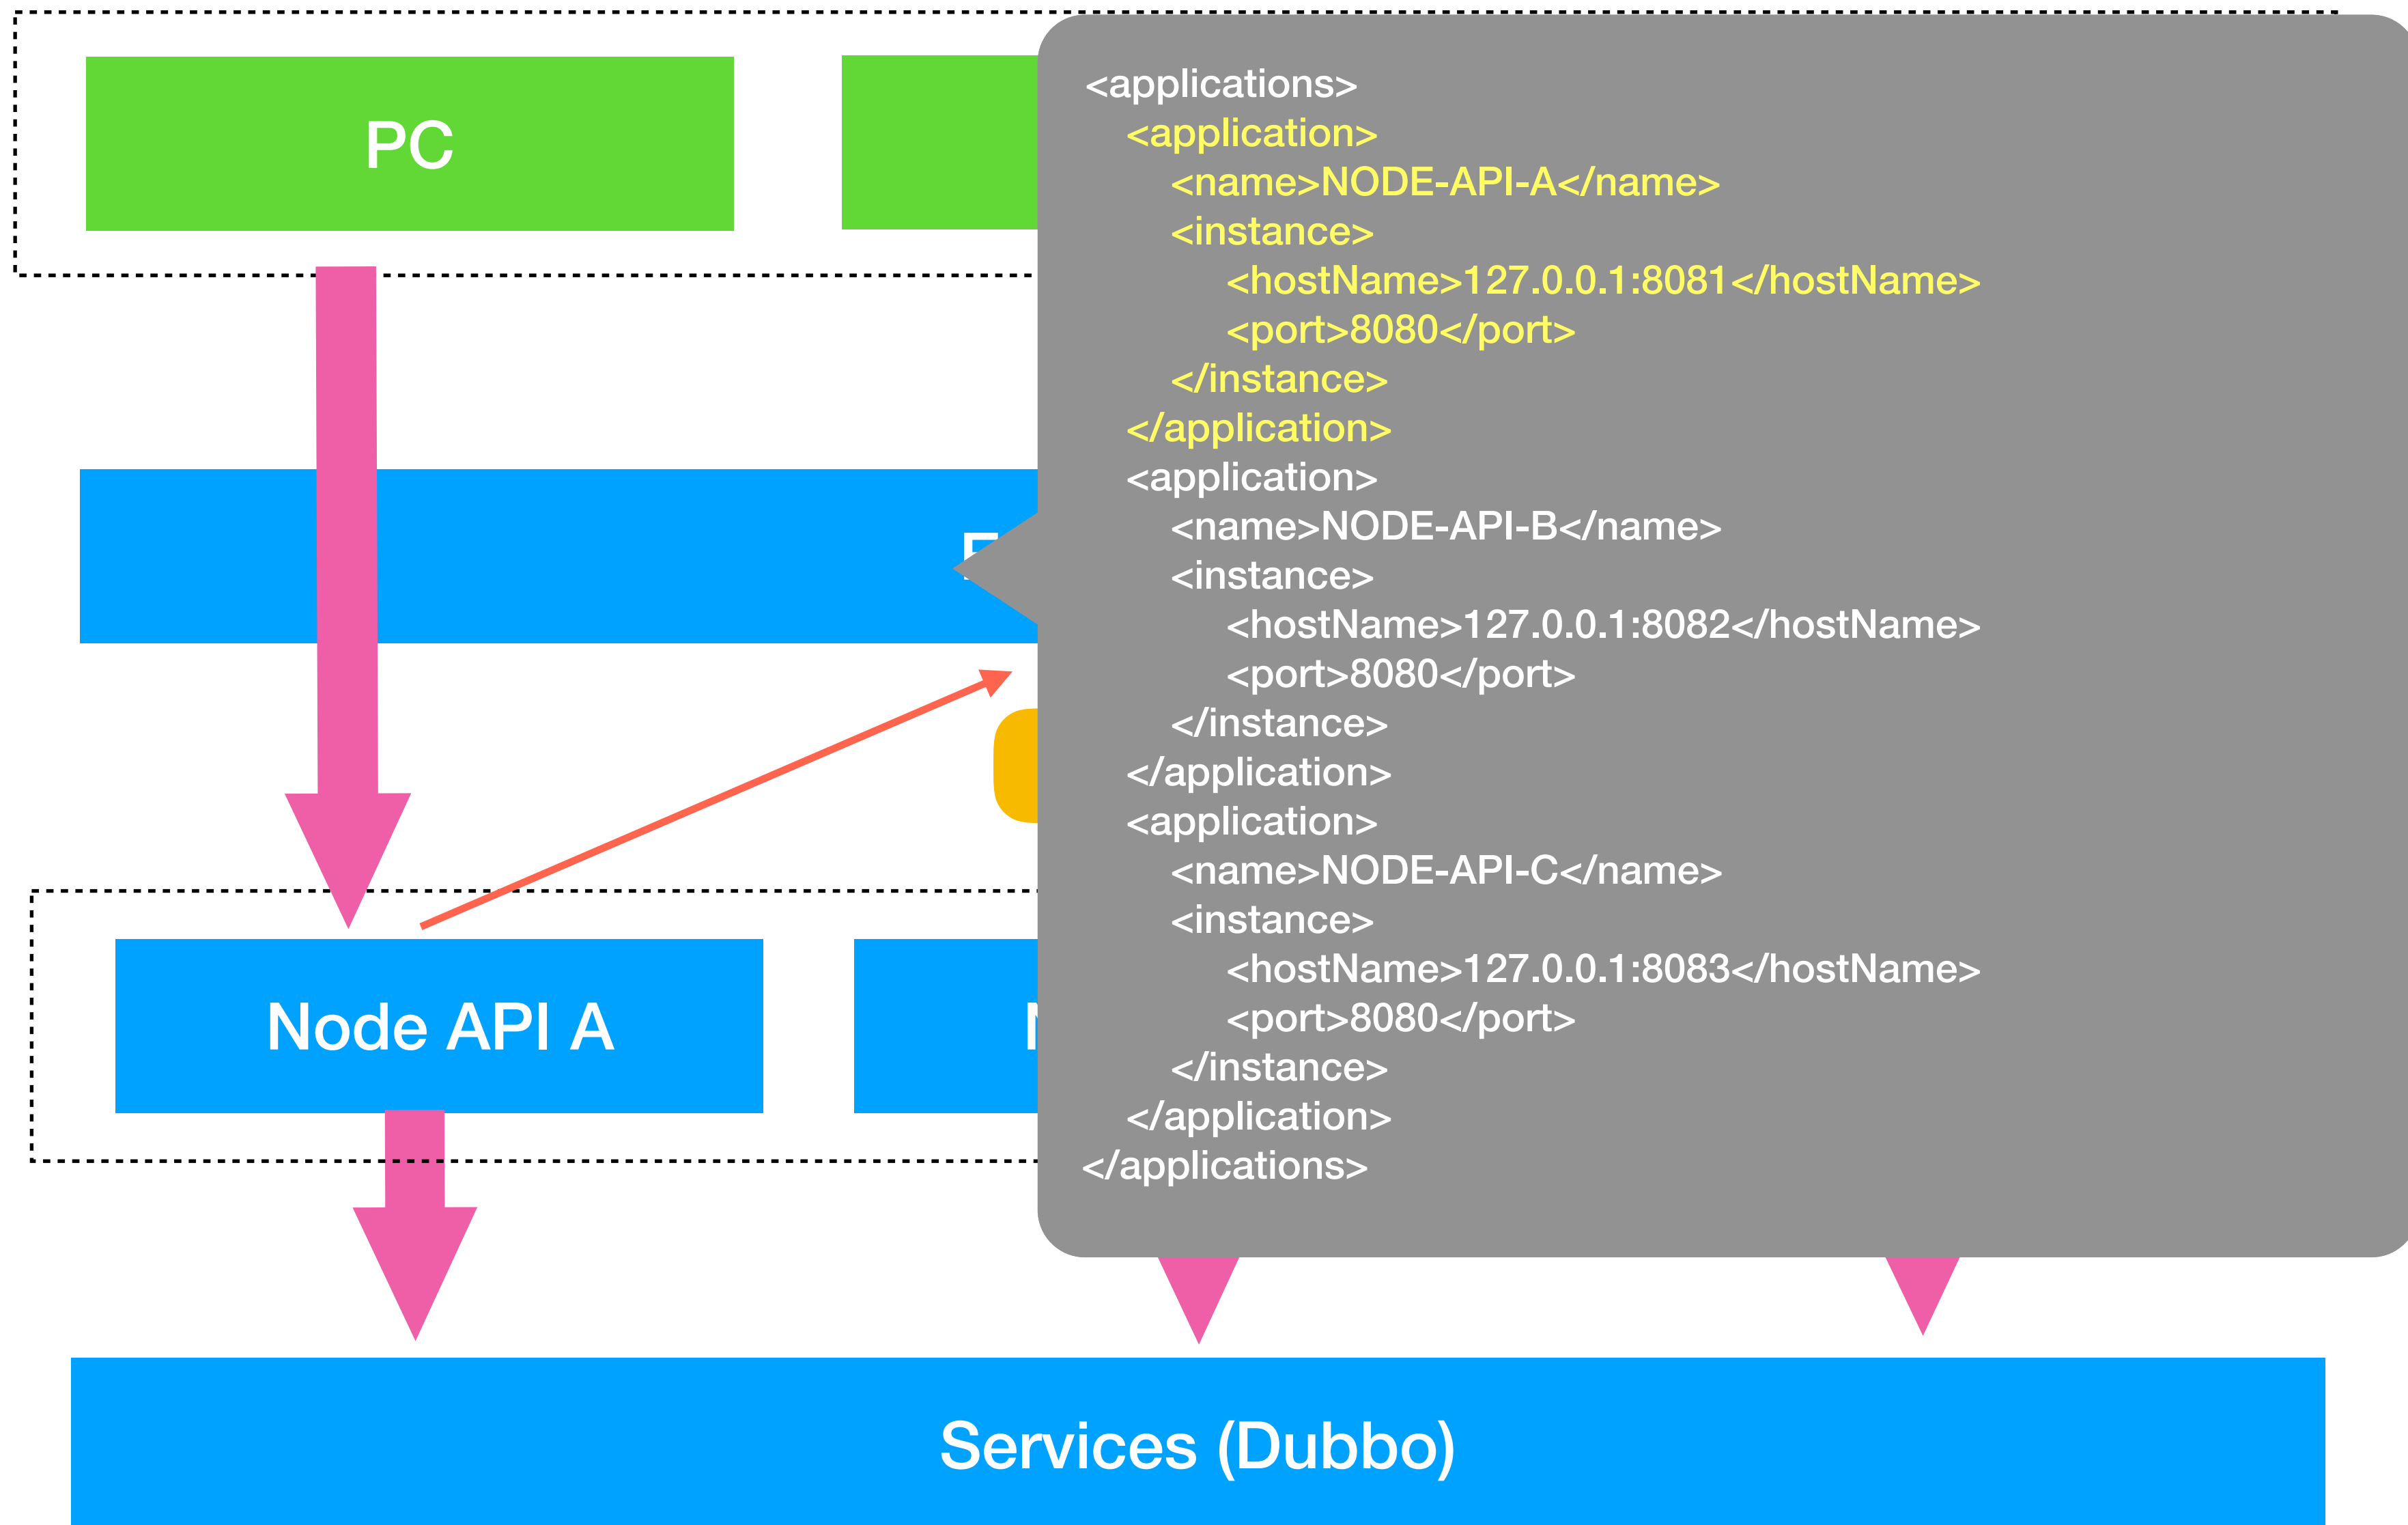 PC
<applications>
<application>
<name>NODE-API-A</name>
<instance>
<hostName>127.0.0.1:8081</hostName>
<port>8080</port>
</instance>
</application>
<application>
<name>NODE-API-B</name>
<instance>
<hostName>127.0.0.1:8082</hostName>
<port>8080</port>
</instance>
</application>
<application>
<name>NODE-API-C</name>
<instance>
<hostName>127.0.0.1:8083</hostName>
<port>8080</port>
</instance>
</application>
</applications>
Node API A
Services (Dubbo)